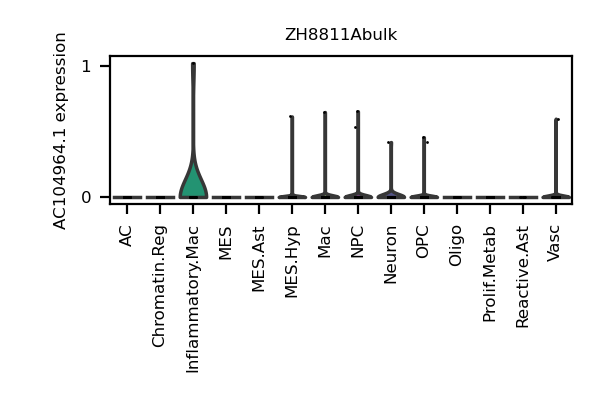 ZH8811Abulk
AC104964.1 expression
1
0
AC
Chromatin.Reg
Inflammatory.Mac
MES
MES.Ast
MES.Hyp
Mac
NPC
Neuron
OPC
Oligo
Prolif.Metab
Reactive.Ast
Vasc